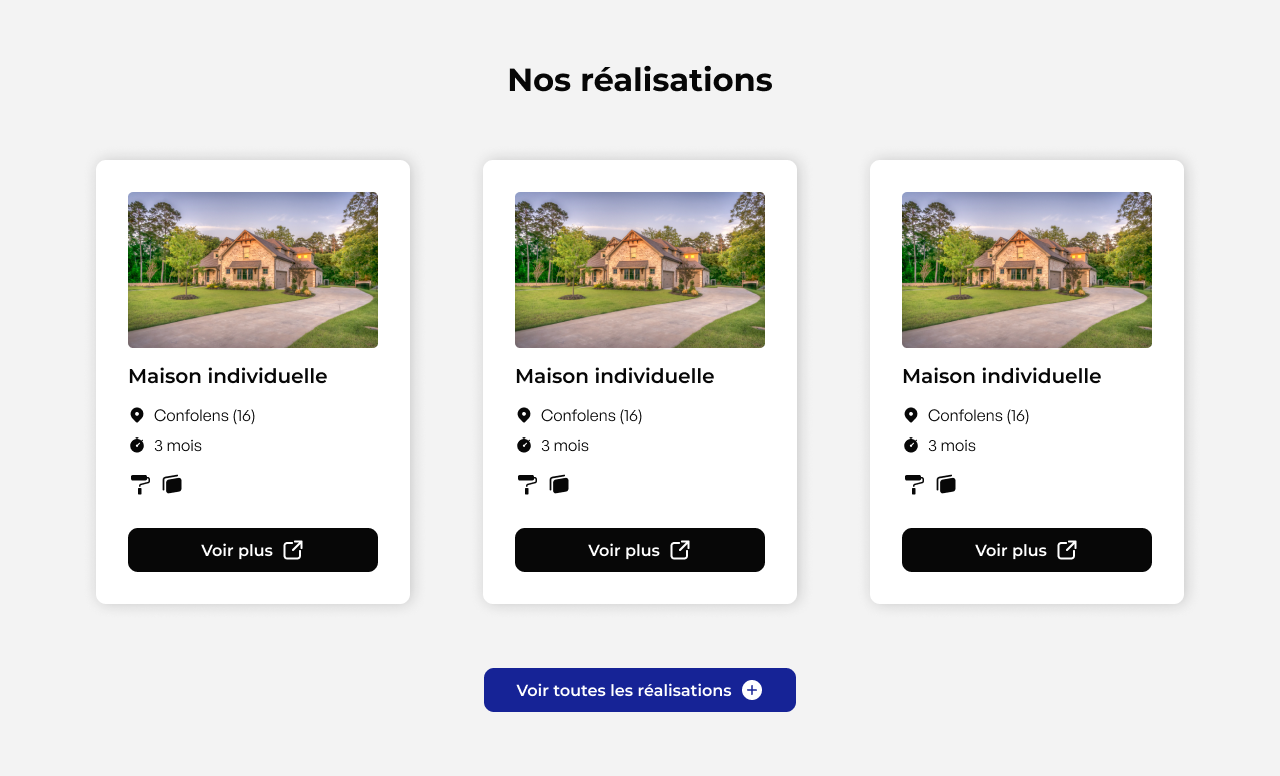 Nos réalisations
Maison individuelle
Confolens (16)
3 mois
Voir plus
Maison individuelle
Confolens (16)
3 mois
Voir plus
Maison individuelle
Confolens (16)
3 mois
Voir plus
Voir toutes les réalisations